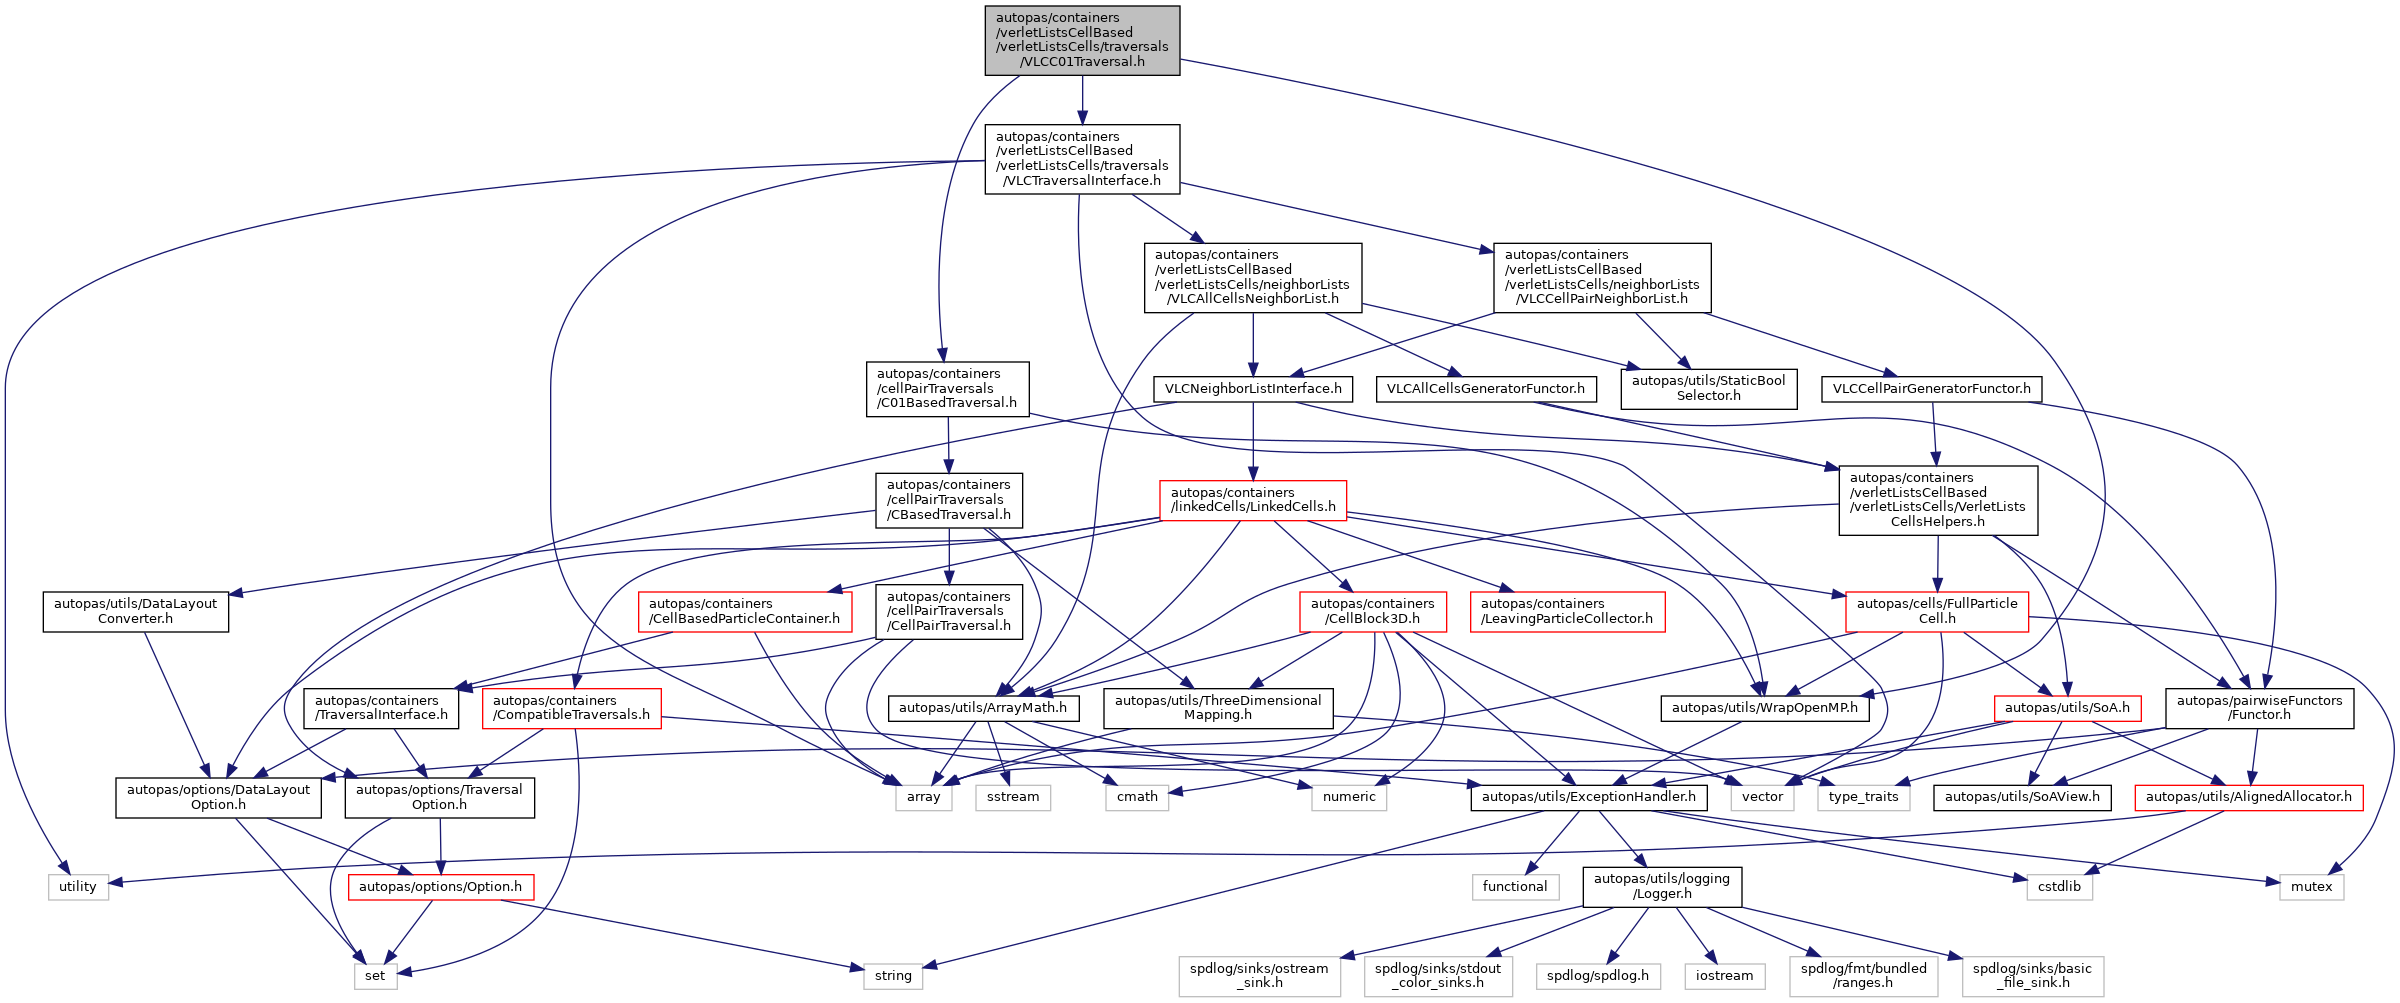 autopas/containers
/verletListsCellBased
/verletListsCells/traversals
/VLCC01Traversal.h
autopas/containers
/verletListsCellBased
/verletListsCells/traversals
/VLCTraversalInterface.h
autopas/containers
/verletListsCellBased
/verletListsCells/neighborLists
/VLCAllCellsNeighborList.h
autopas/containers
/verletListsCellBased
/verletListsCells/neighborLists
/VLCCellPairNeighborList.h
autopas/containers
/cellPairTraversals
/C01BasedTraversal.h
VLCNeighborListInterface.h
VLCAllCellsGeneratorFunctor.h
autopas/utils/StaticBool
Selector.h
VLCCellPairGeneratorFunctor.h
autopas/containers
/cellPairTraversals
/CBasedTraversal.h
autopas/containers
/linkedCells/LinkedCells.h
autopas/containers
/verletListsCellBased
/verletListsCells/VerletLists
CellsHelpers.h
autopas/utils/DataLayout
Converter.h
autopas/containers
/CellBasedParticleContainer.h
autopas/containers
/cellPairTraversals
/CellPairTraversal.h
autopas/containers
/CellBlock3D.h
autopas/containers
/LeavingParticleCollector.h
autopas/cells/FullParticle
Cell.h
autopas/containers
/TraversalInterface.h
autopas/containers
/CompatibleTraversals.h
autopas/utils/ArrayMath.h
autopas/utils/ThreeDimensional
Mapping.h
autopas/utils/WrapOpenMP.h
autopas/utils/SoA.h
autopas/pairwiseFunctors
/Functor.h
autopas/options/DataLayout
Option.h
autopas/options/Traversal
Option.h
array
sstream
cmath
numeric
autopas/utils/ExceptionHandler.h
vector
type_traits
autopas/utils/SoAView.h
autopas/utils/AlignedAllocator.h
utility
autopas/options/Option.h
functional
autopas/utils/logging
/Logger.h
cstdlib
mutex
set
string
spdlog/sinks/ostream
_sink.h
spdlog/sinks/stdout
_color_sinks.h
spdlog/spdlog.h
iostream
spdlog/fmt/bundled
/ranges.h
spdlog/sinks/basic
_file_sink.h